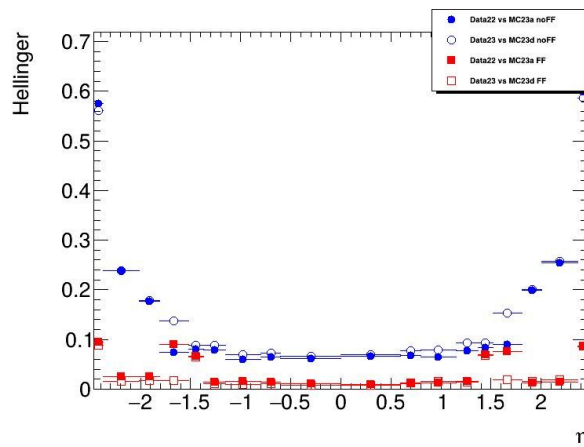 Hellinger
0.7
0.6
0.5
0.4
0.3
0.2
0.1
0
Data22 vs MC23a noFF
Data23 vs MC23d noFF
Data22 vs MC23a FF
Data23 vs MC23d FF
−2 −1.5 −1 −0.5 0 0.5 1 1.5 2
η